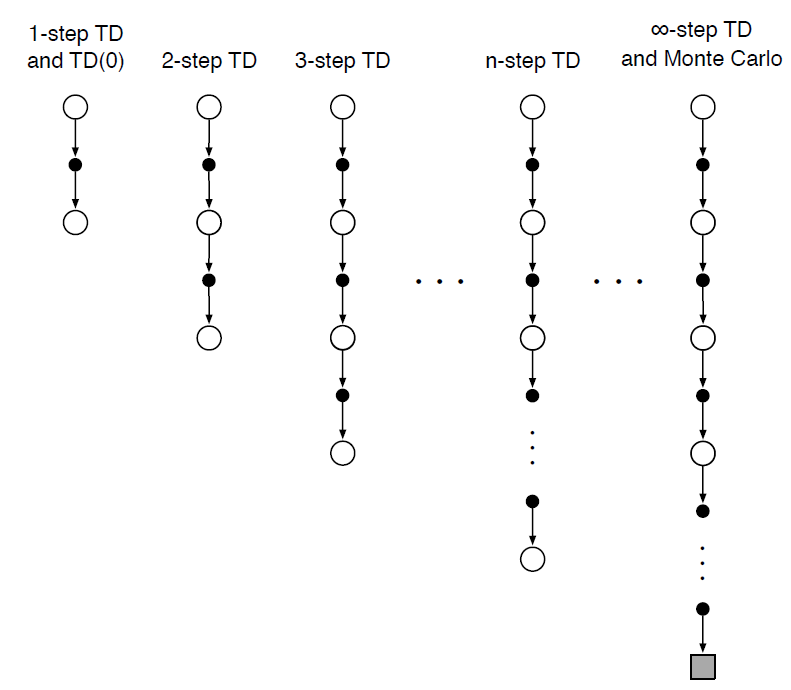 1-step TD
and TD(0)
2-step TD
3-step TD
n-step TD
∞-step TD
and Monte Carlo